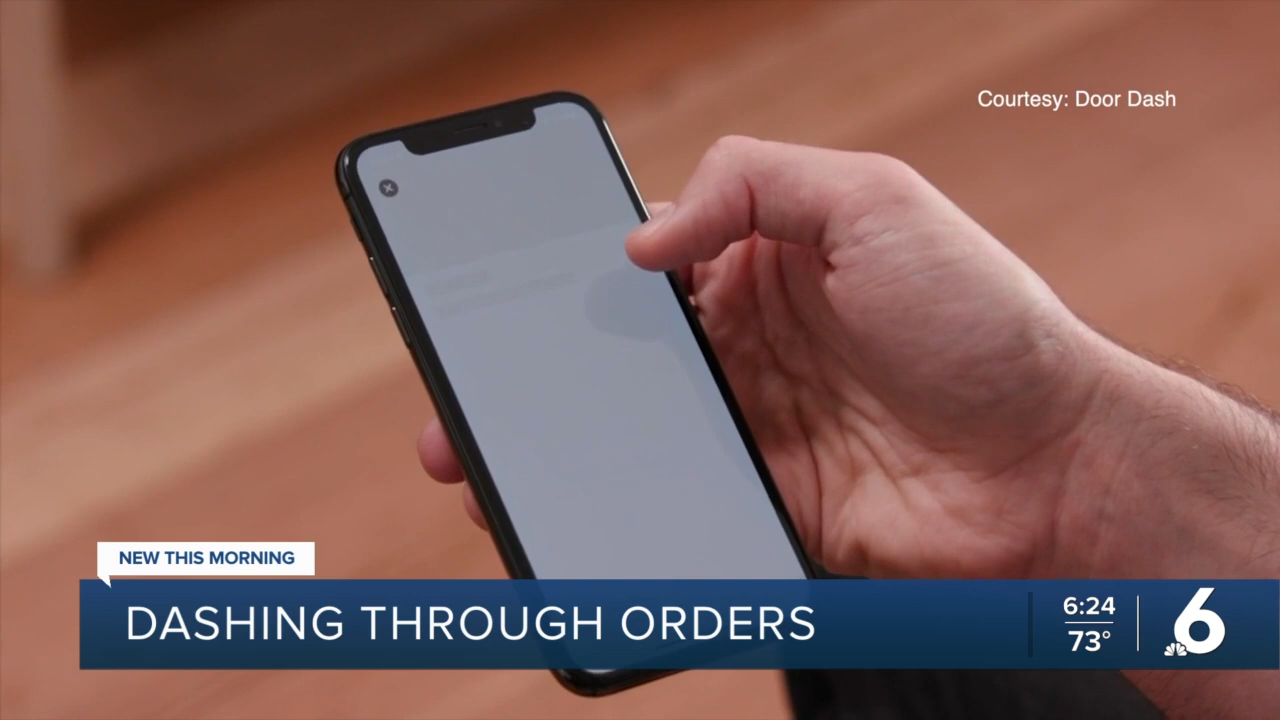 Courtesy: Door Dash
NEW THIS MORNING
DASHING THROUGH ORDERS
6:24
73°
6